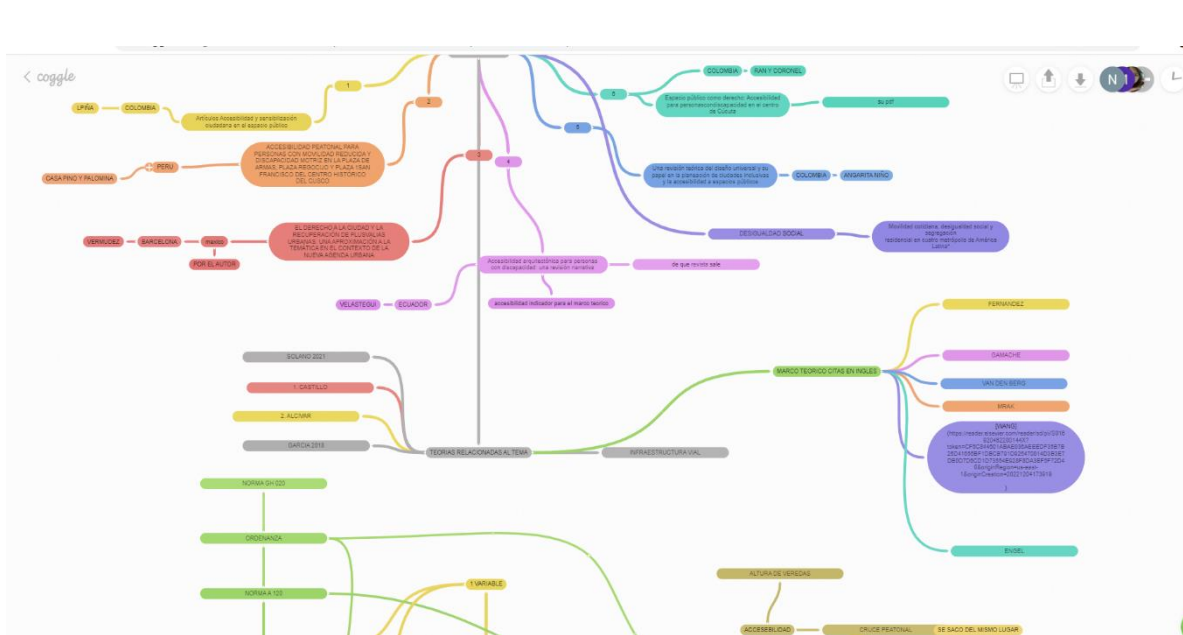 coggle
COLOMBIA
RAN Y CORONEL
1
2
6
LPIÑA
COLOMBIA
Artículos Accesibilidad y sensibilización
ciudadana en el espacio público.
Espacio público como derecho: Accesibilidad
para personascondiscapacidad en el centro
de Cúcuta
su pdf
5
ACCESIBILIDAD PEATONAL PARA
PERSONAS CON MOVILIDAD REDUCIDA Y
DISCAPACIDAD MOTRIZ EN LA PLAZA DE
ARMAS, PLAZA REGOCIJO Y PLAZA
FRANCISCO DEL CENTRO HISTÓRICO
DEL CUSCO
PERU
CASA PINO Y PALOMINA
3
4
Una revisión teórica del diseño universal y su
papel en la planeación de ciudades inclusivas
y la accesibilidad a espacios públicos.
COLOMBIA
ANGARITA NIÑO
EL DERECHO A LA CIUDAD Y LA
RECUPERACIÓN DE PLUSVALIAS
URBANAS: UNA APROXIMACIÓN A LA
TEMÁTICA EN EL CONTEXTO DE LA
NUEVA AGENDA URBANA
VERMUDEZ
BARCELONA
mexico
POR EL AUTOR
DESIGUALDAD SOCIAL
Movilidad cotidiana, desigualdad social y
segregación
residencial en cuatro metrópolis de América
Latina*
Accesibilidad arquitectónica para personas
con discapacidad: una revisión narrativa
de que revista sale
VELASTEGUI
ECUADOR
accesibilidad indicador para el marco teorico
FERNANDEZ
SOLANO 2021
GAMACHE
1. CASTILLO
MARCO TEORICO CITAS EN INGLES
VAN DEN BERG
MRAK
2. ALCIVAR
GARCIA 2018
TEORIAS RELACIONADAS AL TEMA
INFRAESTRUCTURA VIAL
[WANG]
NORMA GH 020
ORDENANZA
NORMA A 120
1 VARIABLE
ALTURA DE VEREDAS
ACCESEBILIDAD
CRUCE PEATONAL
SE SACO DEL MISMO LUGAR